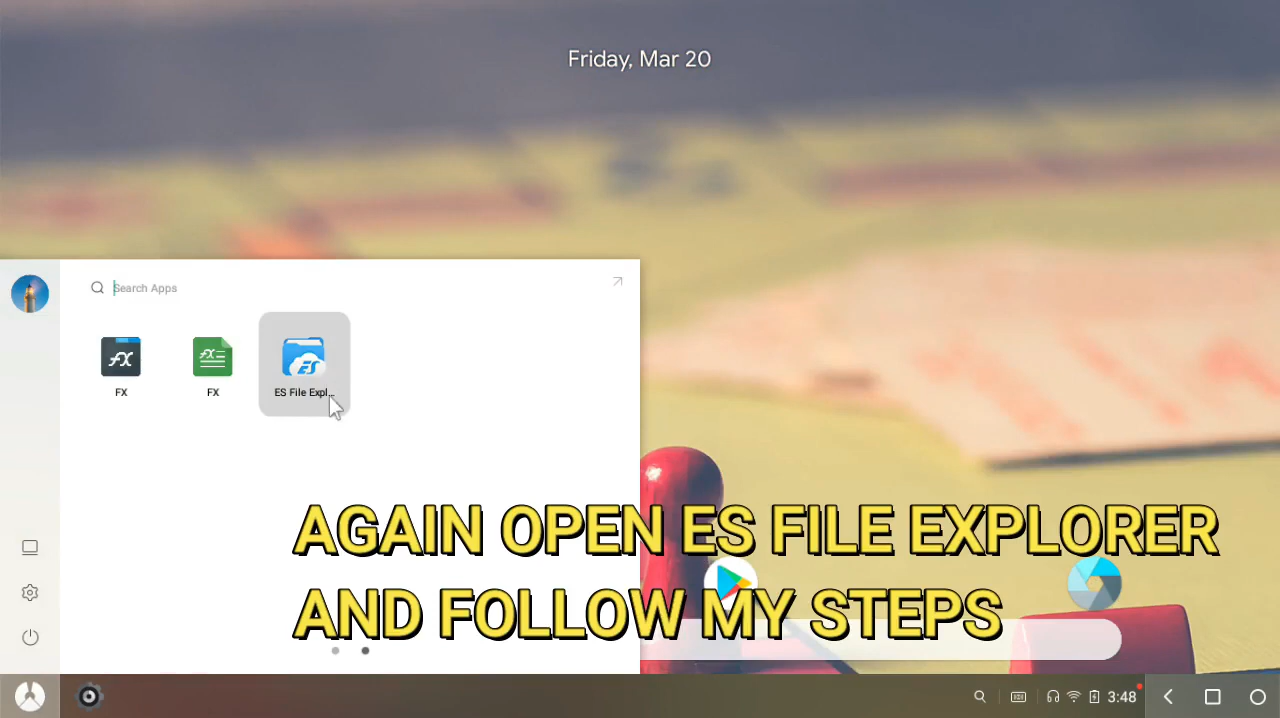 Friday, Mar 20
Search Apps
FX
FX
ES File Expl...
AGAIN OPEN ES FILE EXPLORER
AND FOLLOW MY STEPS
3:48